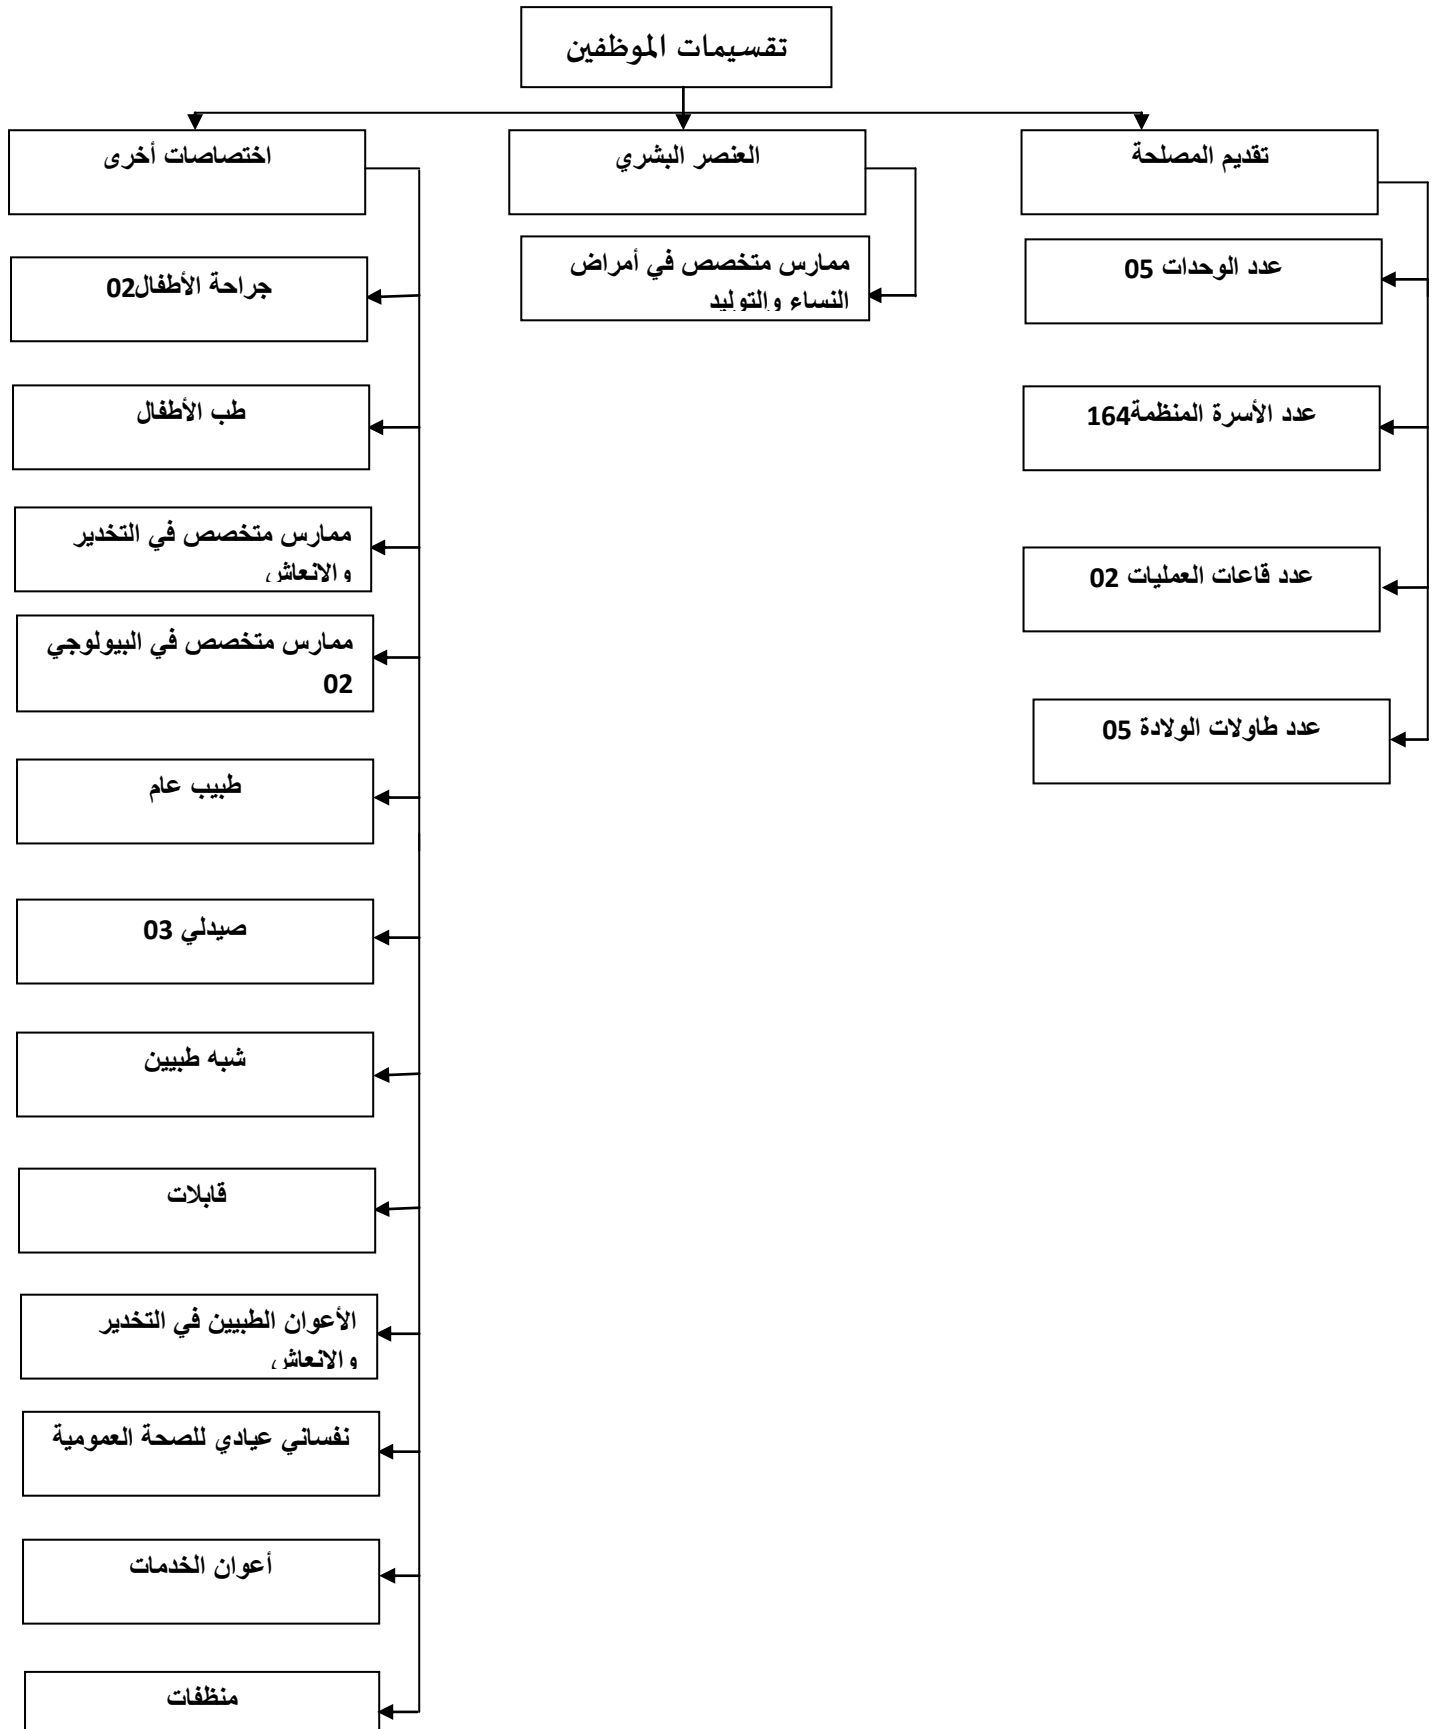 تقسيمات الموظفين
تقديم المصلحة
عدد الوحدات 05
عدد الأسرة المنظمة164
عدد قاعات العمليات 02
عدد طاولات الولادة 05
العنصر البشري
ممارس متخصص في أمراض
النساء والتوليد
اختصاصات أخرى
جراحة الأطفال02
طب الأطفال
ممارس متخصص في التخدير
والانعاش
ممارس متخصص في البيولوجي
02
طبيب عام
صيدلي 03
شبه طبيين
قابلات
الأعوان الطبيين في التخدير
والانعاش
نفساني عيادي للصحة العمومية
أعوان الخدمات
منظفات